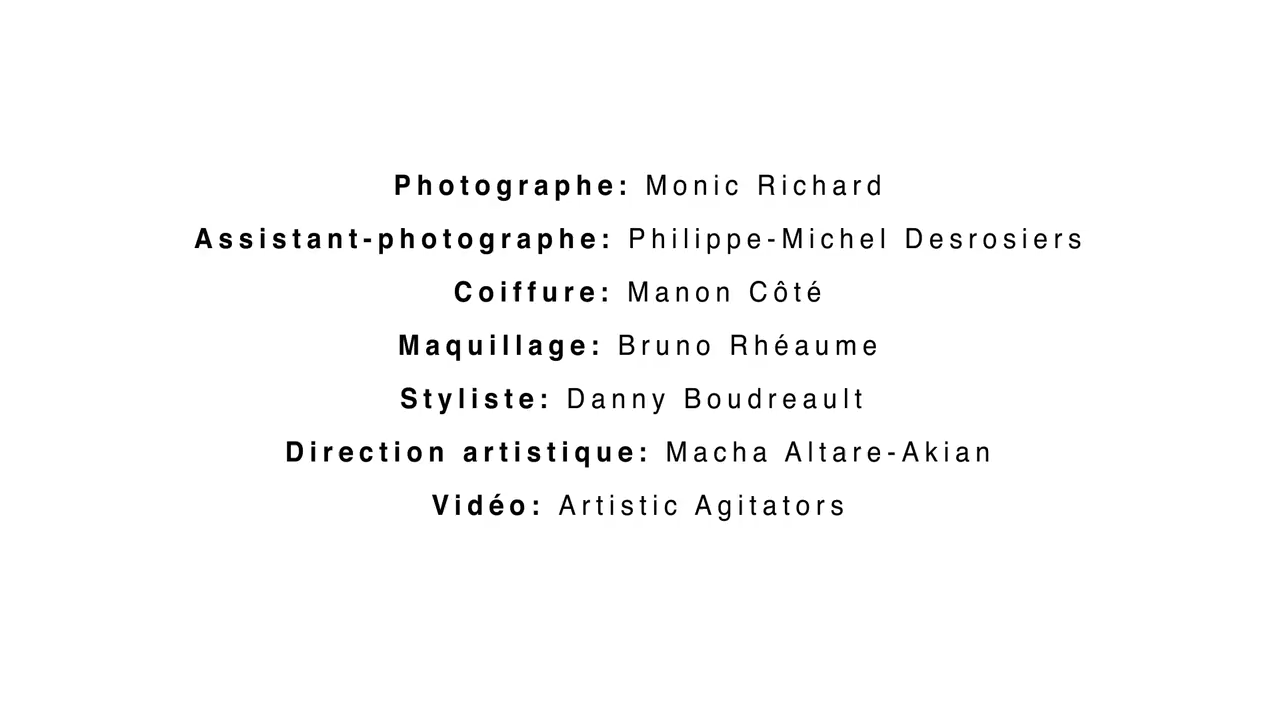 Photographe: Monic Richard
Assistant-photographe: Philippe-Michel Desrosiers
Coiffure: Manon Côté
Maquillage: Bruno Rhéaume
Styliste: Danny Boudreault
Direction artistique: Macha Altare-Akian
Vidéo: Artistic Agitators